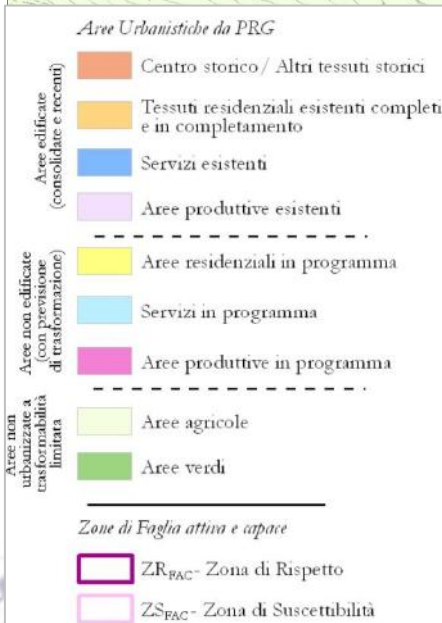 Aree Urbanistiche da PRG
Aree edificate
(consolidate e recenti)
Centro storico / Altri tessuti storici
Tessuti residenziali esistenti completi
e in completamento
Servizi esistenti
Aree produttive esistenti
Aree non edificate
(con previsione
di trasformazione)
Aree residenziali in programma
Servizi in programma
Aree produttive in programma
Aree non
urbanizzate a
trasformabilità
limitata
Aree agricole
Aree verdi
Zone di Faglia attiva e capace
ZRFAC- Zona di Rispetto
ZSFAC- Zona di Suscettibilità